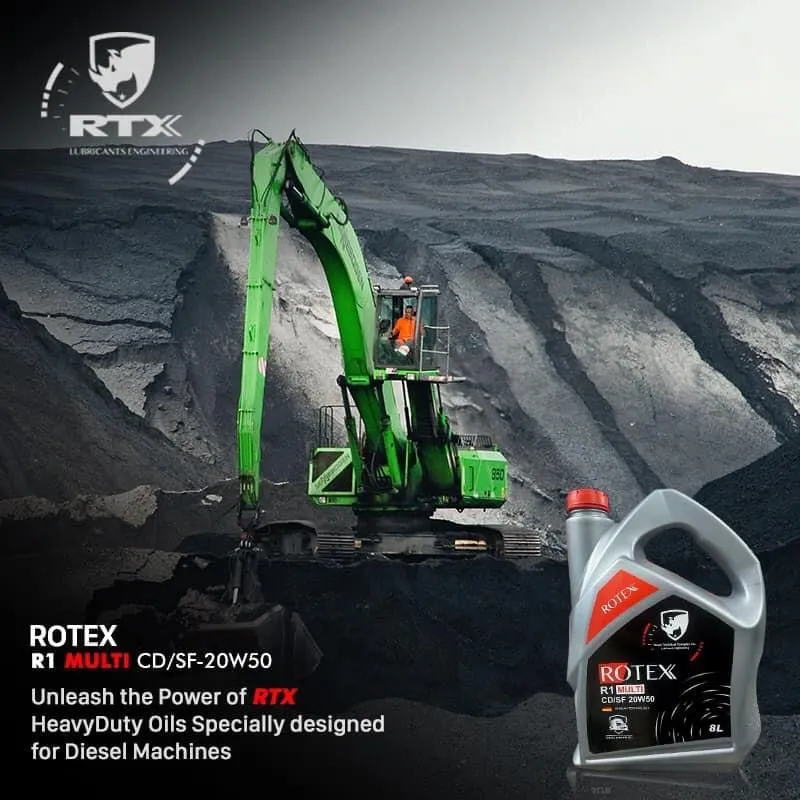 RTX
LUBRICANTS ENGINEERING
950
ROTEX
R1 MULTI CD/SF-20W50
Unleash the Power of RTX
HeavyDuty Oils Specially designed
for Diesel Machines
ROTEX
ROTEX
R1 MULTI
CD/SF 20W50
8L